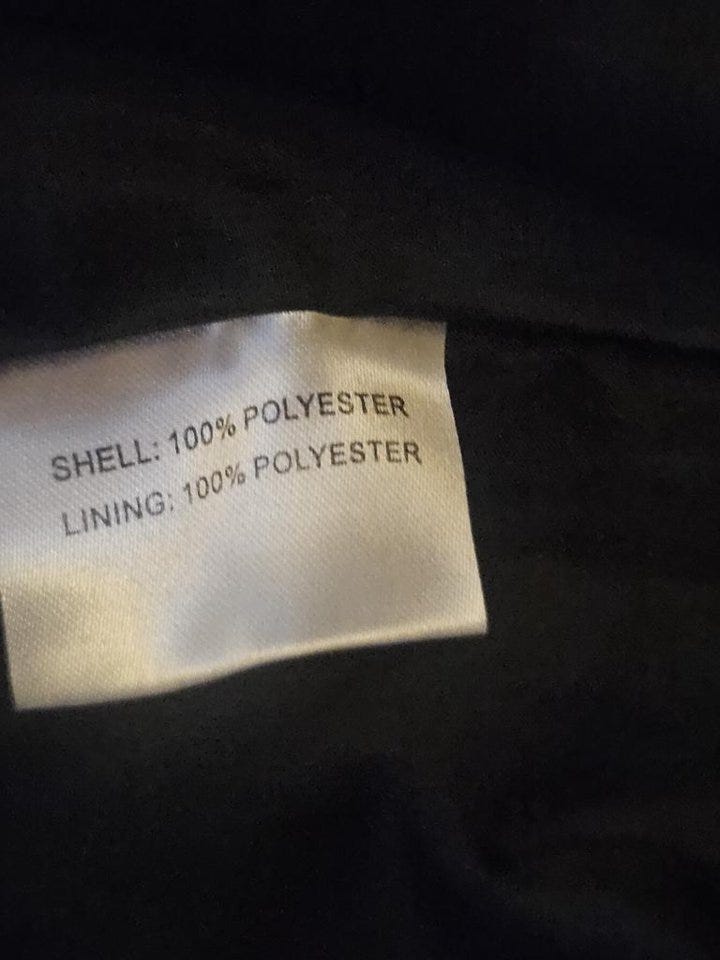 SHELL: 100% POLYESTER
LINING: 100% POLYESTER